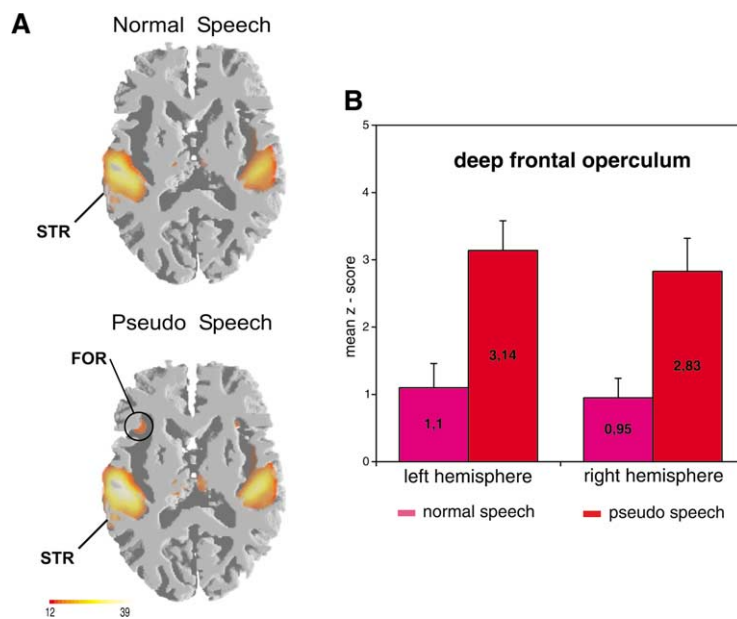 A
Normal Speech
STR
Pseudo Speech
FOR
STR
12 39
B
deep frontal operculum
mean z - score
5
4
3
2
1
0
1,1
3,14
0,95
2.83
left hemisphere right hemisphere
normal speech pseudo speech